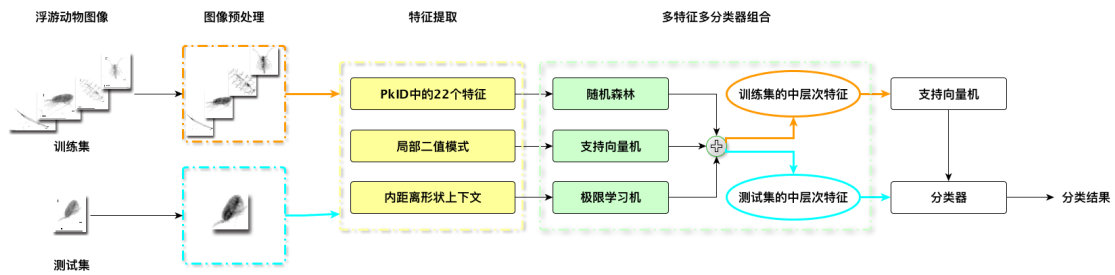 浮游动物图像
图像预处理
特征提取
多特征多分类器组合
训练集
PkID中的22个特征
随机森林
训练集的中层次特征
支持向量机
局部二值模式
支持向量机
内距离形状上下文
极限学习机
测试集的中层次特征
分类器
分类结果
测试集